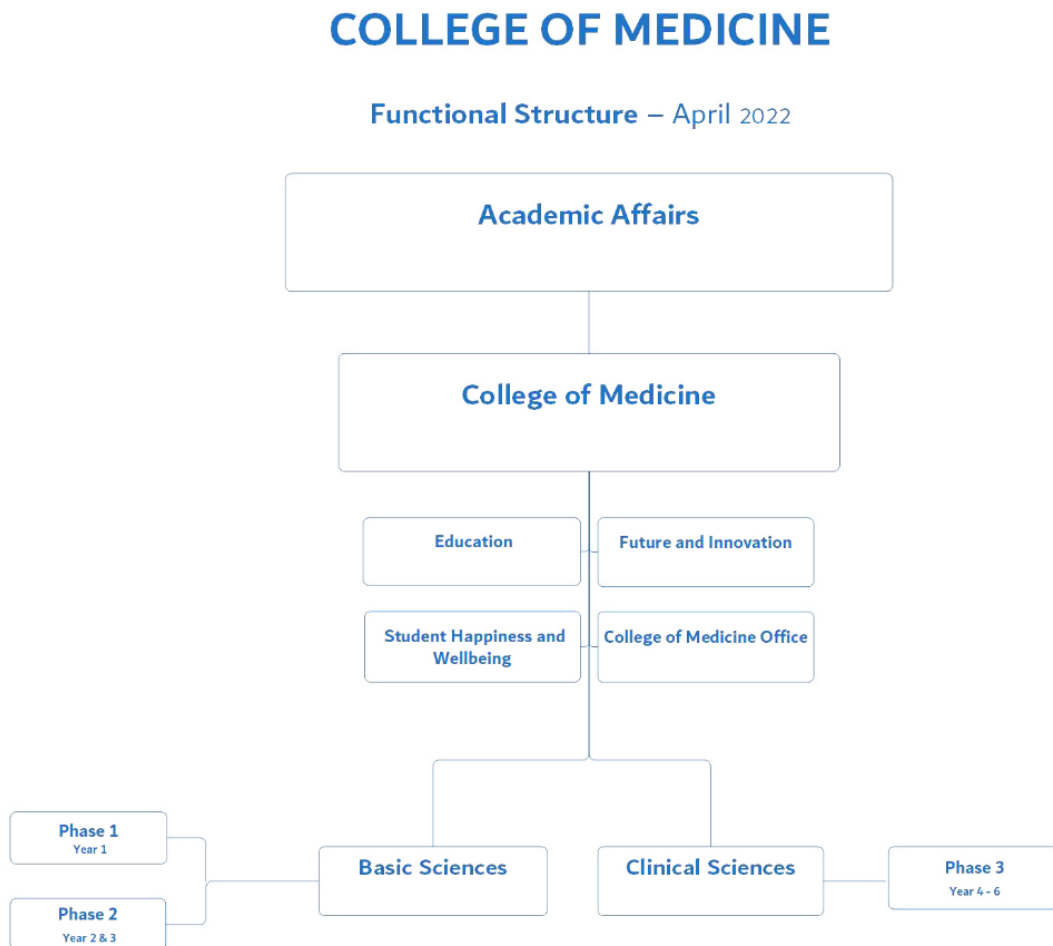 COLLEGE OF MEDICINE
Functional Structure – April 2022
Academic Affairs
College of Medicine
Education
Future and Innovation
Student Happiness and
Wellbeing
College of Medicine Office
Phase 1
Year 1
Basic Sciences
Clinical Sciences
Phase 3
Year 4 - 6
Phase 2
Year 2 & 3